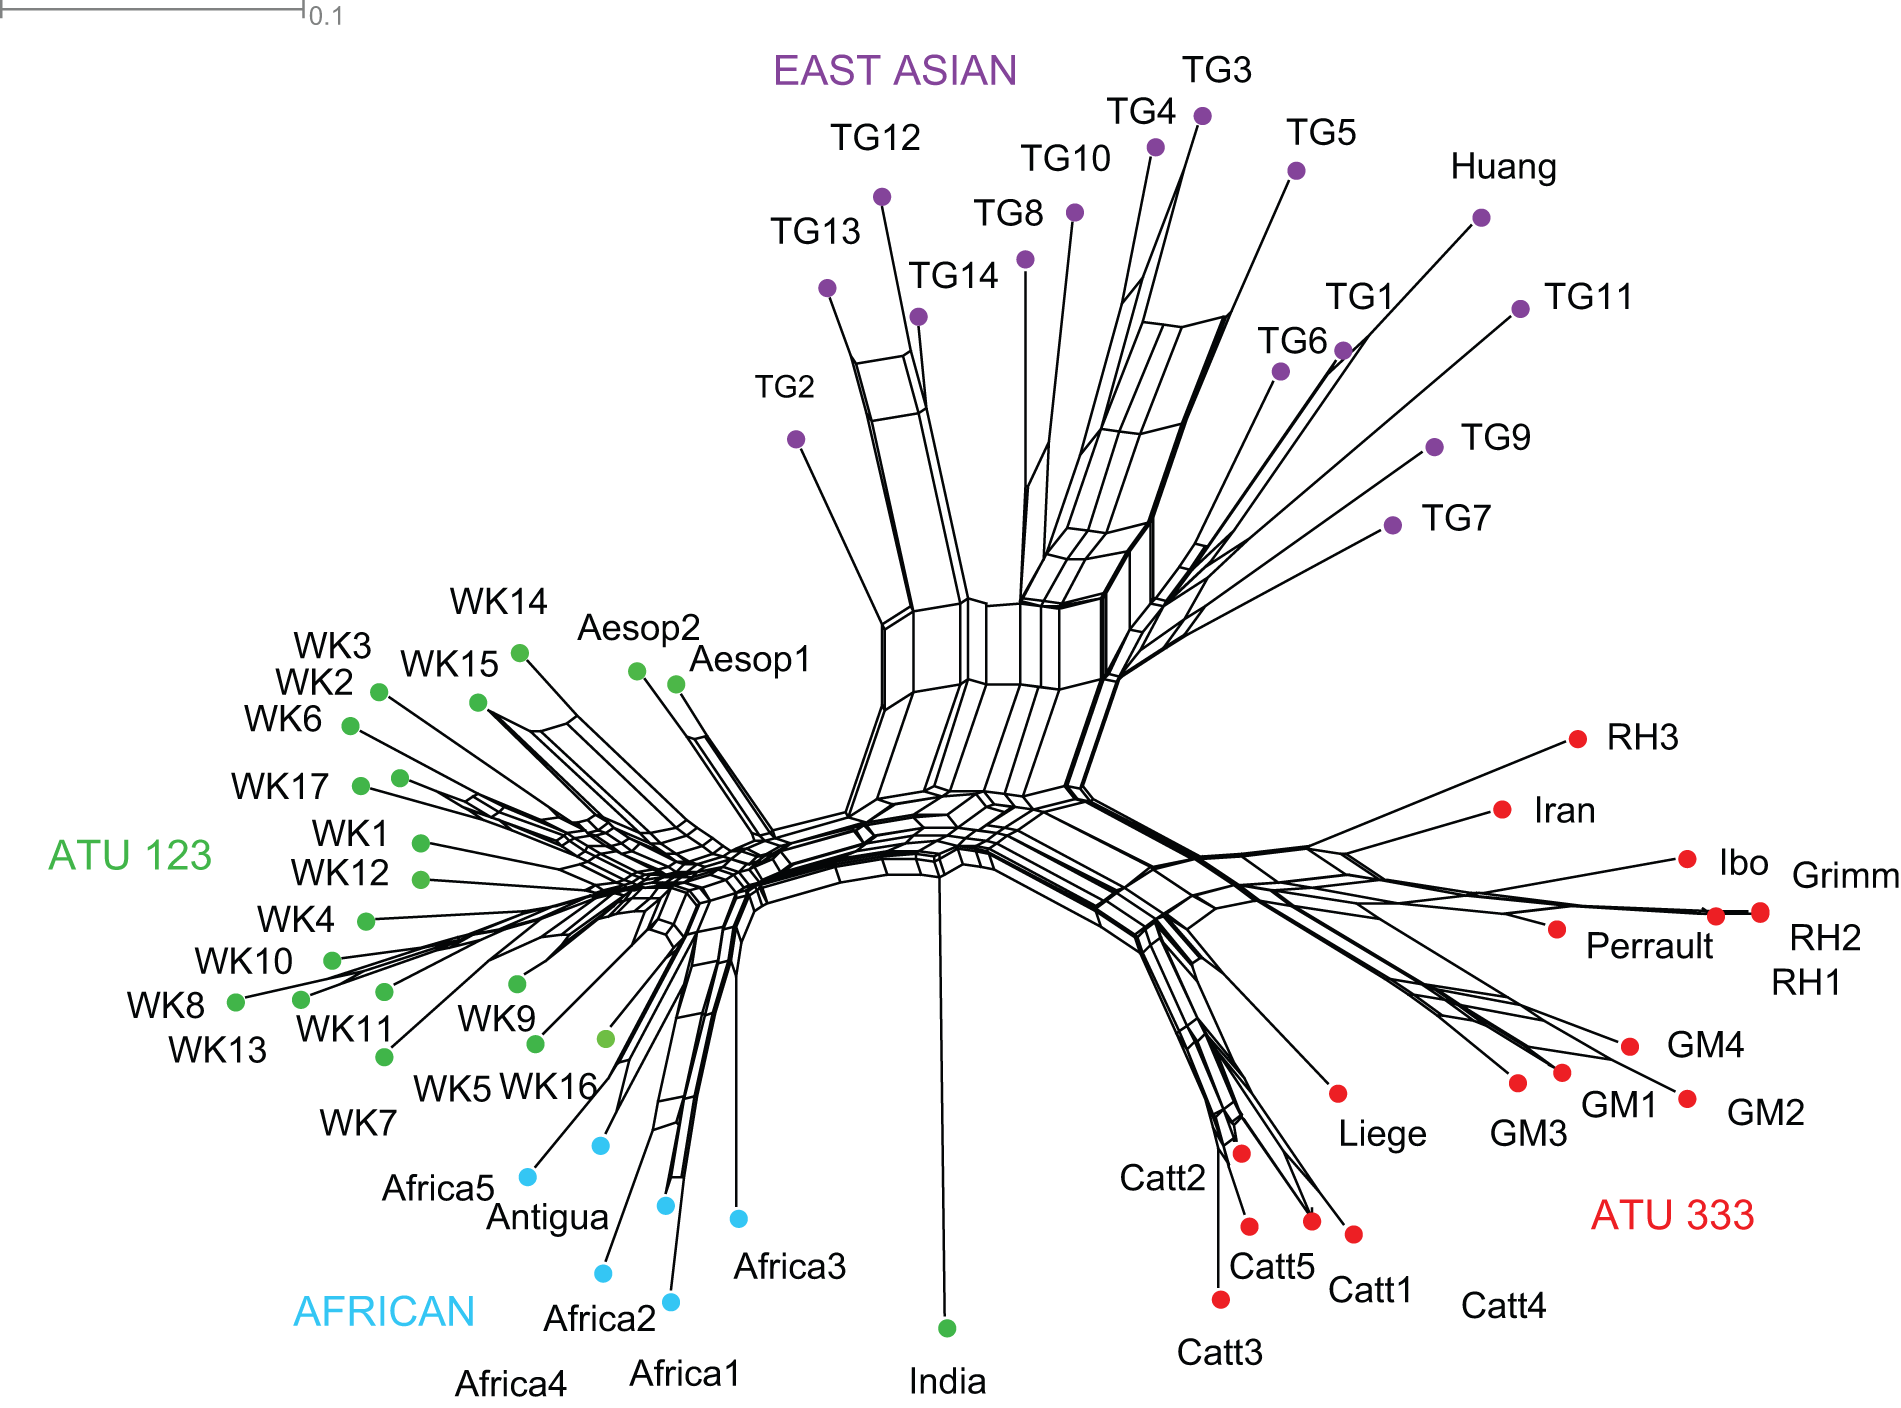 0.1
EAST ASIAN
TG3
TG4
TG5
TG12
TG10
Huang
TG8
TG13
TG14
TG1
TG11
TG6
TG2
TG9
TG7
WK14
Aesop2
WK3
Aesop1
WK15
WK2
WK6
RH3
WK17
Iran
WK1
ATU 123
Ibo
WK12
Grimm
WK4
RH2
Perrault
WK10
RH1
WK8
WK9
WK11
WK13
GM4
WK5
WK16
GM1
GM2
WK7
Liege
GM3
Catt2
Africa5
Antigua
ATU 333
Africa3
Catt5
Catt1
Catt4
AFRICAN
Africa2
Catt3
Africa1
India
Africa4